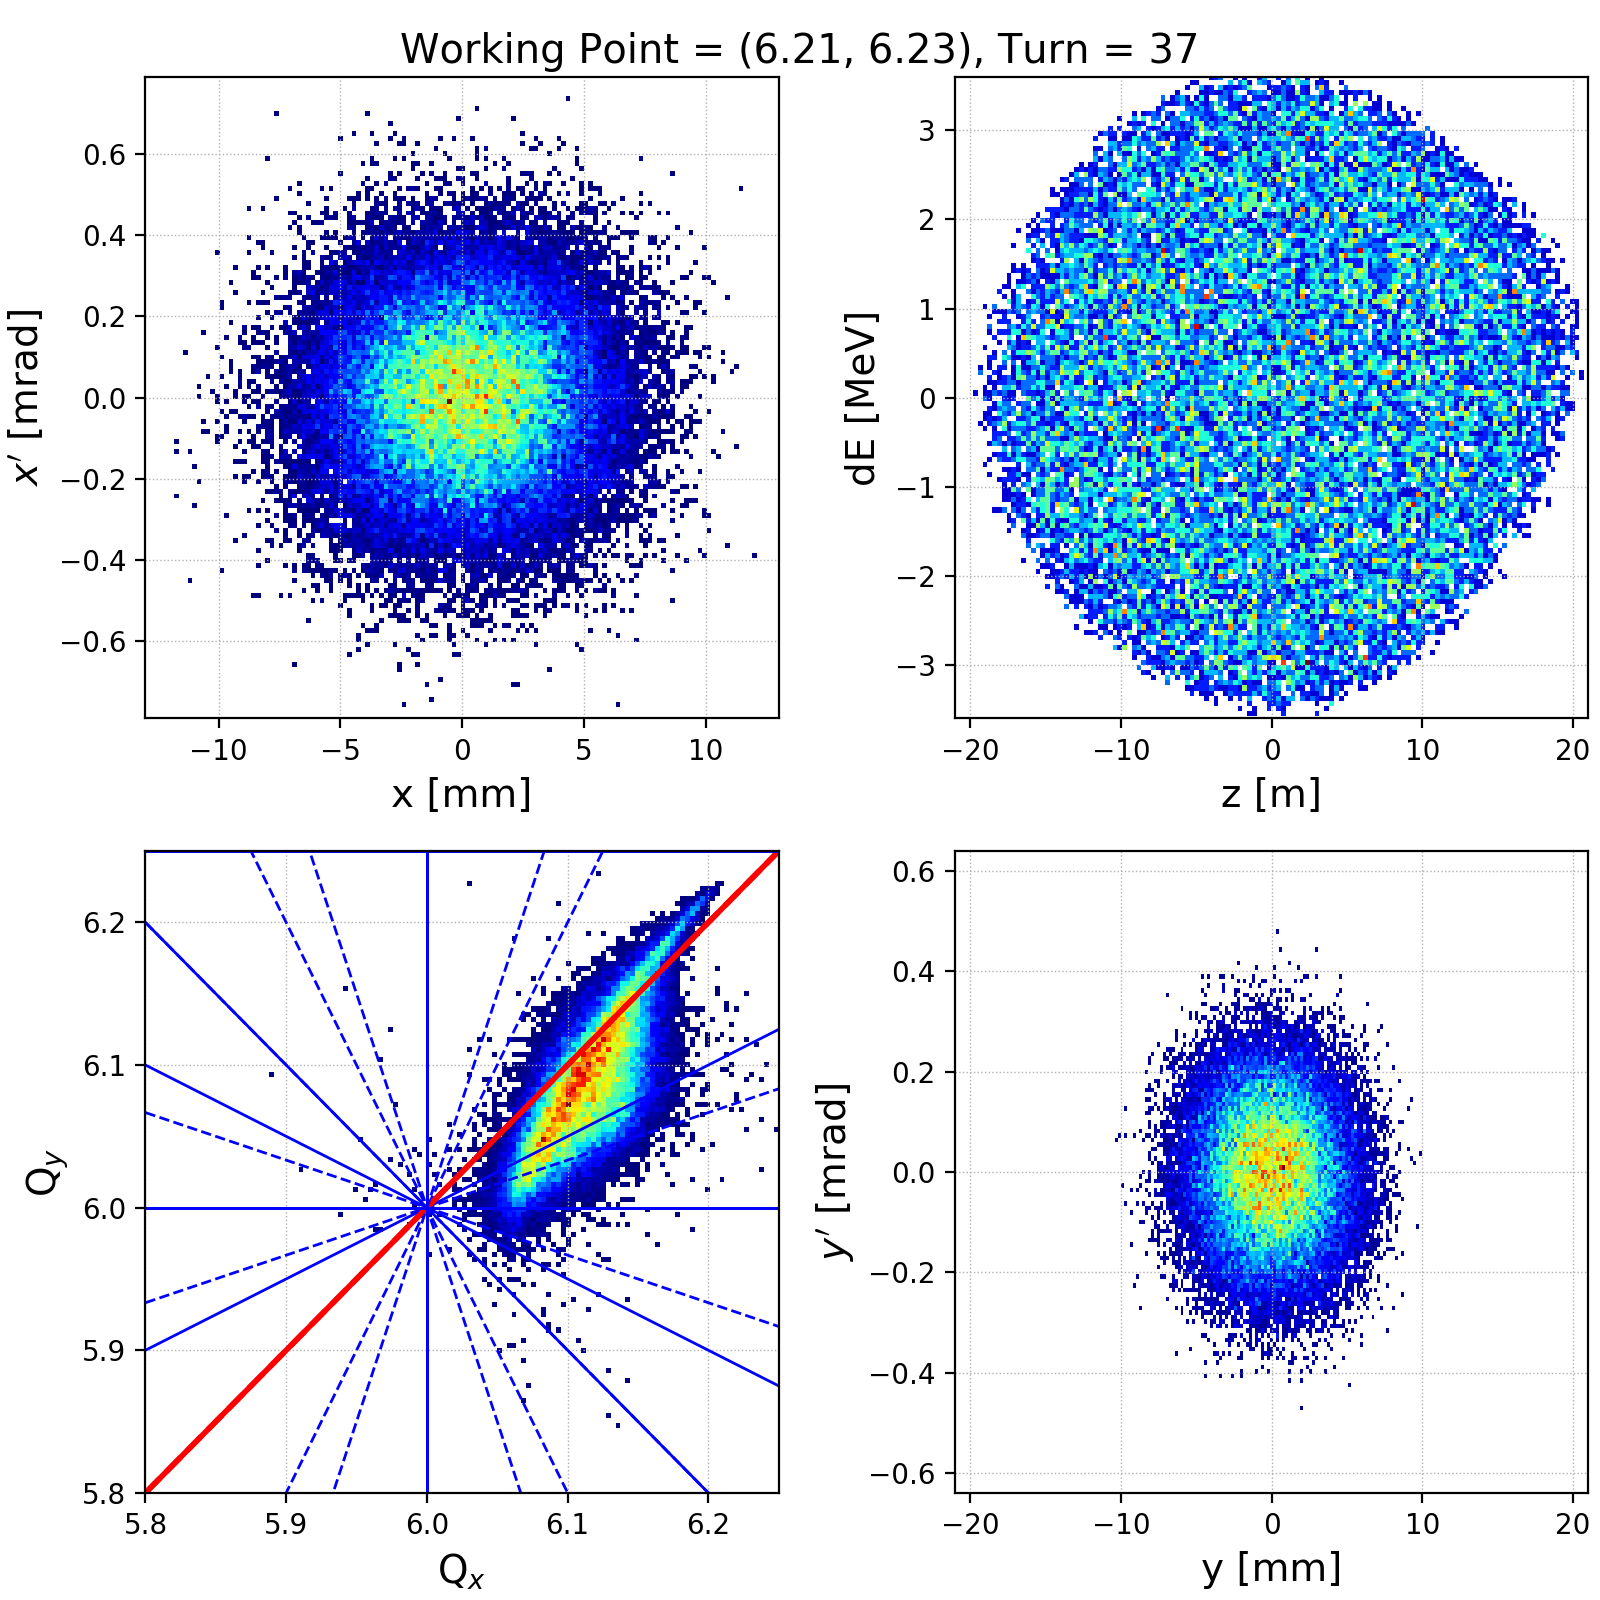 Working Point = (6.21, 6.23), Turn = 37
0.6
0.4
0.2
0.0
−0.2
−0.4
−0.6
x′ [mrad]
−10 −5 0 5 10
x [mm]
3
2
1
0
−1
−2
−3
dE [MeV]
−20 −10 0 10 20
z [m]
6.2
6.1
6.0
5.9
5.8
Qy
5.8 5.9 6.0 6.1 6.2
Qx
0.6
0.4
0.2
0.0
−0.2
−0.4
−0.6
y′ [mrad]
−20 −10 0 10 20
y [mm]